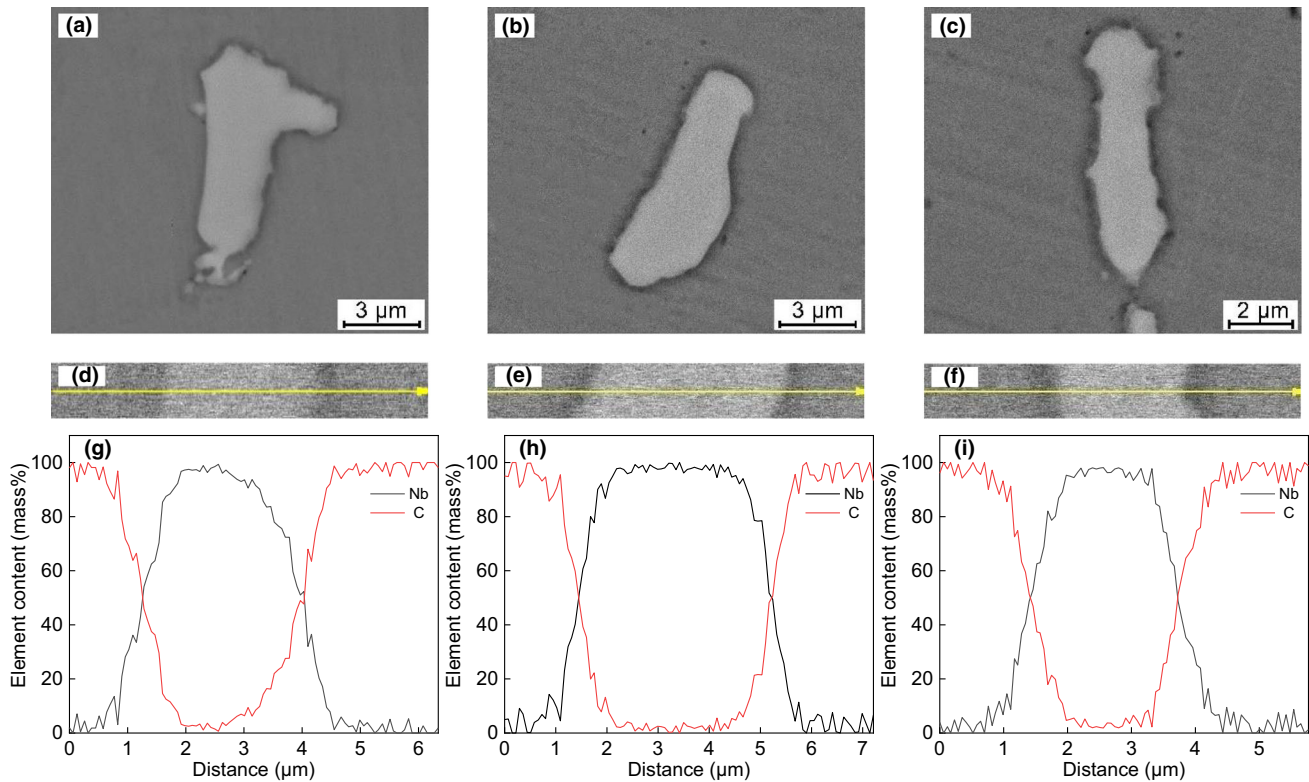 (a)
(b)
(c)
3 μm
3 μm
2 μm
(d)
(e)
(f)
(g)
Nb
C
100
80
60
40
20
0
Element content (mass%)
0 1 2 3 4 5 6
Distance (μm)
(h)
Nb
C
100
80
60
40
20
0
Element content (mass%)
0 1 2 3 4 5 6 7
Distance (μm)
(i)
Nb
C
100
80
60
40
20
0
Element content (mass%)
0 1 2 3 4 5
Distance (μm)